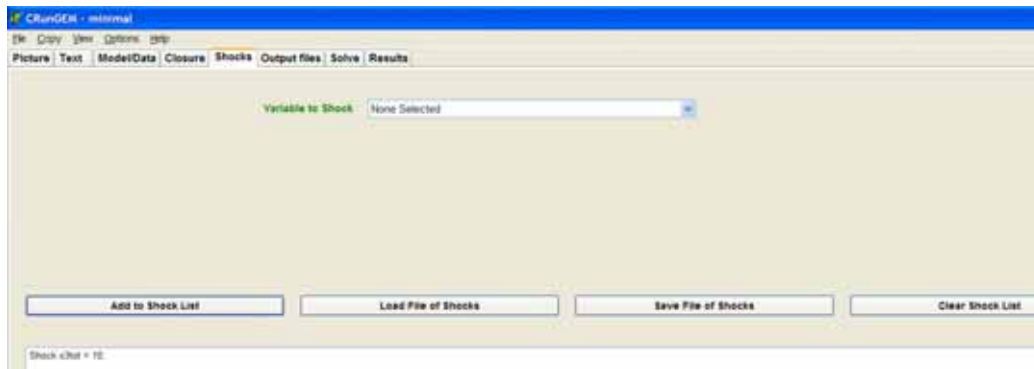 CRunGEM - minimal
File Copy View Options Help
Picture Text Model/Data Closure Shocks Output files Solve Results
Variable to Shock None Selected
Add to Shock List Load File of Shocks Save File of Shocks Clear Shock List
Shock x3tot = 10;